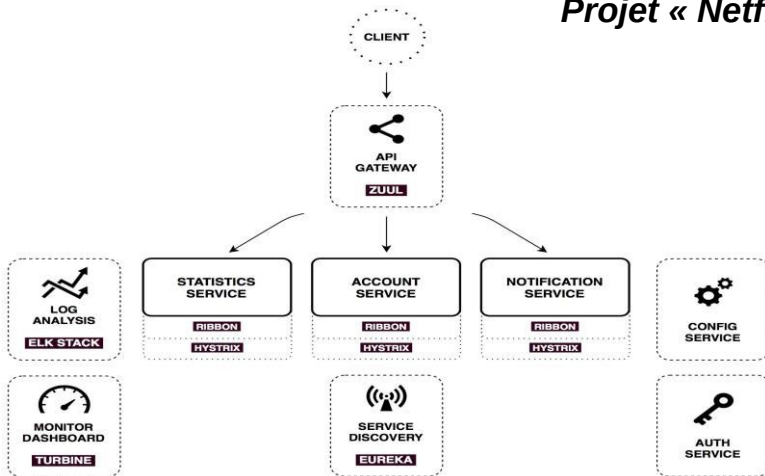 Projet « Netf
CLIENT
API
GATEWAY
ZUUL
STATISTICS
SERVICE
RIBBON
HYSTRIX
ACCOUNT
SERVICE
RIBBON
HYSTRIX
NOTIFICATION
SERVICE
RIBBON
HYSTRIX
LOG
ANALYSIS
ELK STACK
CONFIG
SERVICE
MONITOR
DASHBOARD
TURBINE
SERVICE
DISCOVERY
EUREKA
AUTH
SERVICE